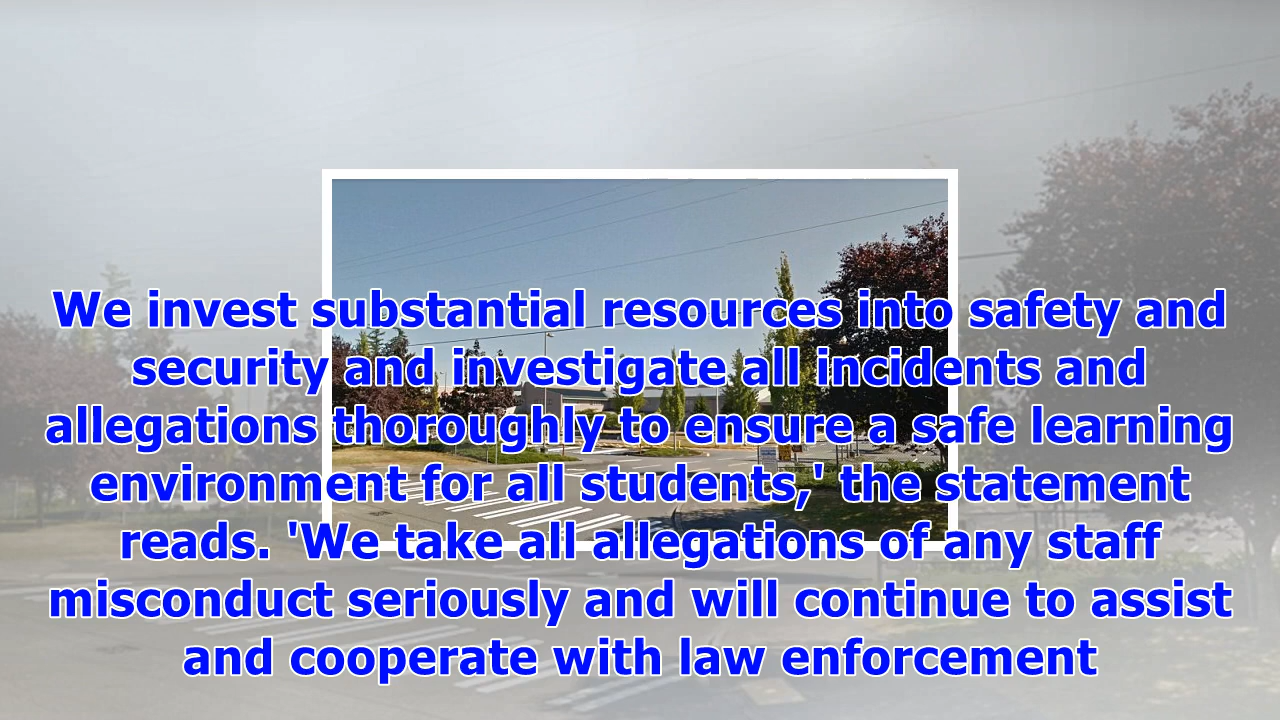 We invest substantial resources into safety and
security and investigate all incidents and
allegations thoroughly to ensure a safe learning
environment for all students,' the statement
reads. 'We take all allegations of any staff
misconduct seriously and will continue to assist
and cooperate with law enforcement